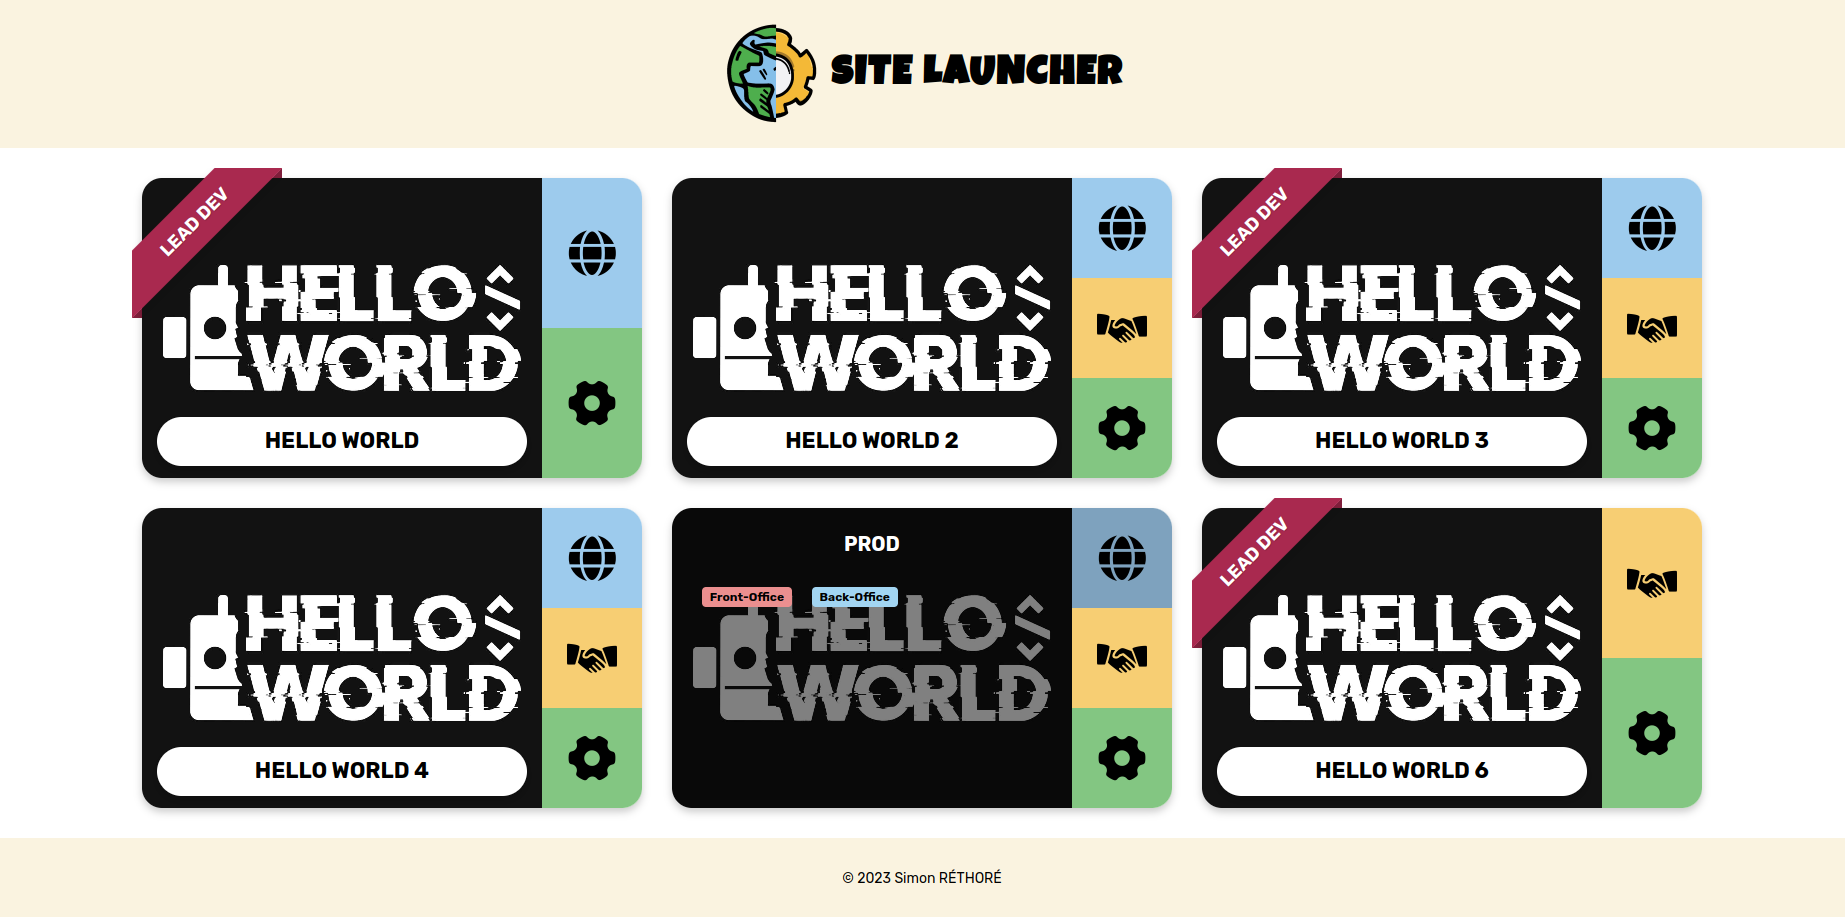 SITE LAUNCHER
LEAD DEV
HELLO
WORLD
HELLO WORLD
HELLO
WORLD
HELLO WORLD 2
LEAD DEV
HELLO
WORLD
HELLO WORLD 3
HELLO
WORLD
HELLO WORLD 4
PROD
Front-Office Back-Office
HELLO
WORLD
LEAD DEV
HELLO
WORLD
HELLO WORLD 6
© 2023 Simon RÉTHORÉ